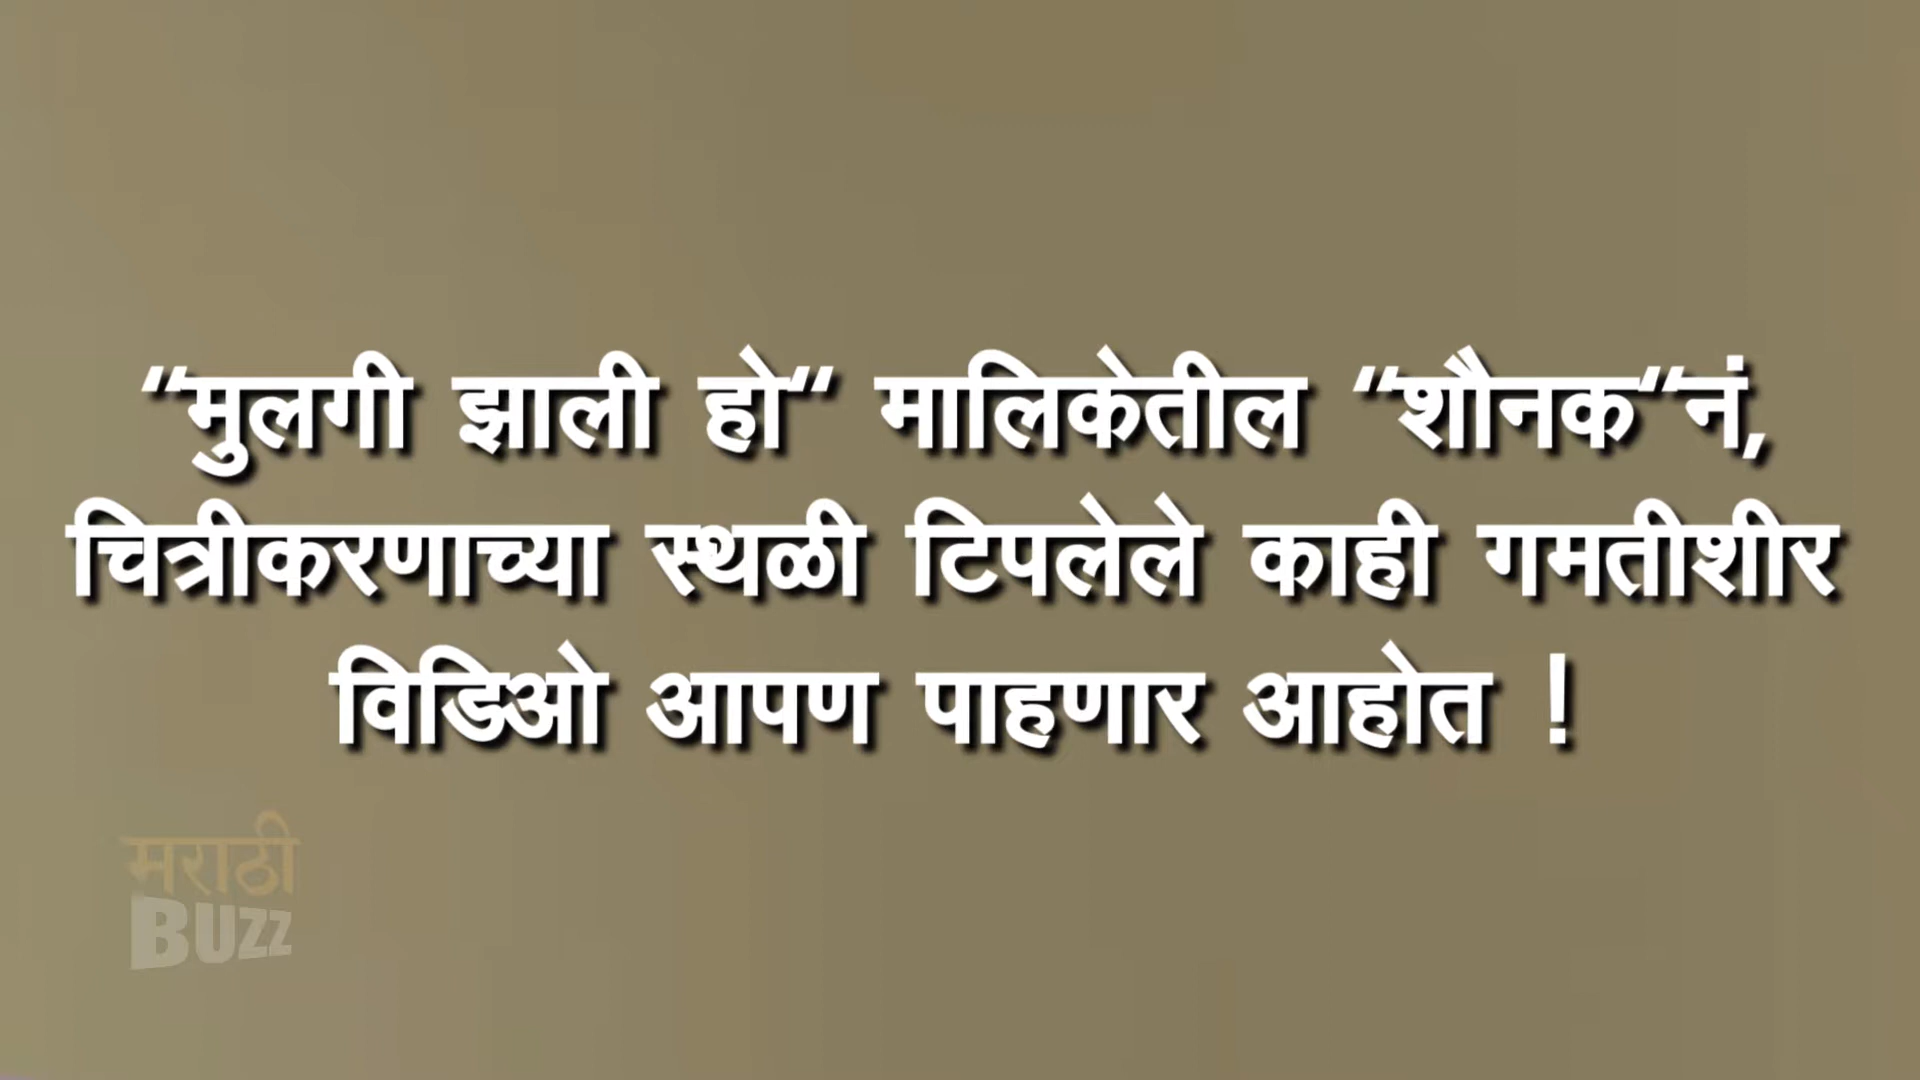 “मुलगी झाली हो” मालिकेतील “शौनक”नं,
चित्रीकरणाच्या स्थळी टिपलेले काही गमतीशीर
विडिओ आपण पाहणार आहोत !
मराठी
BUZZ